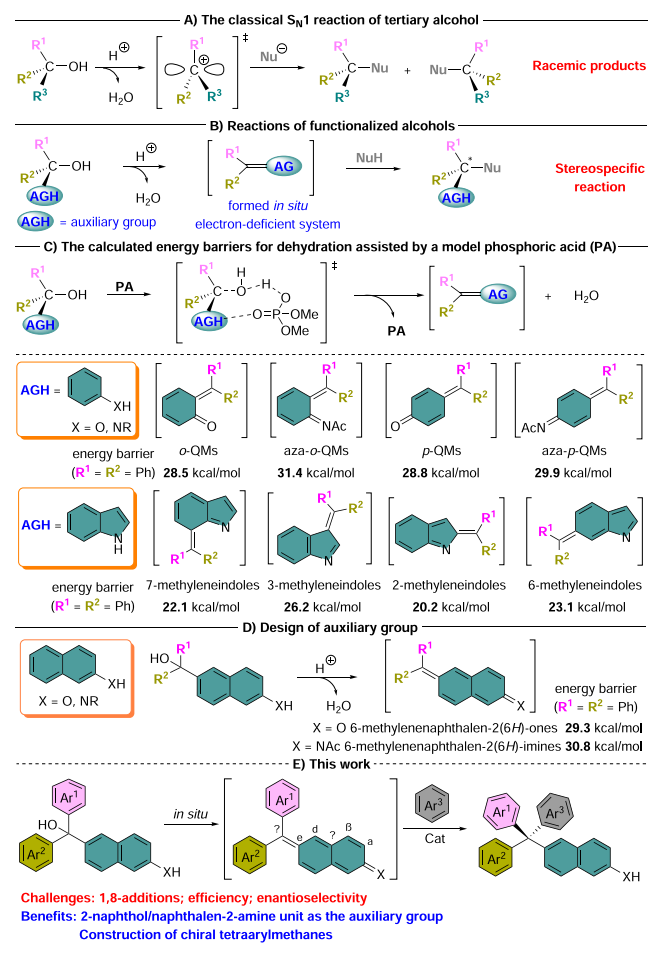 A) The classical SN1 reaction of tertiary alcohol
R1 R2 R3 C OH H⊕ H2O [ R1 C ⊕ R2 R3 ]‡ Nu⊖ R1 R2 R3 C Nu + Nu C R1 R2 R3 Racemic products
B) Reactions of functionalized alcohols
R1 R2 C OH AGH H⊕ H2O [ R1 R2 AG ] NuH R1 R2 C* Nu AGH Stereospecific
reaction
formed in situ
AGH = auxiliary group electron-deficient system
C) The calculated energy barriers for dehydration assisted by a model phosphoric acid (PA)
R1 R2 C OH AGH PA [ R1 R2 C O H H O O=P OMe OMe AGH ]‡ PA [ R1 R2 AG ] + H2O
AGH = XH R1 R2 O R1 R2 NAc R1 R2 O R1 R2 AcN
X = O, NR
energy barrier o-QMs aza-o-QMs p-QMs aza-p-QMs
(R1 = R2 = Ph) 28.5 kcal/mol 31.4 kcal/mol 28.8 kcal/mol 29.9 kcal/mol
AGH = N H R1 R2 N R1 R2 N R1 R2 N R1 R2 N
energy barrier 7-methyleneindoles 3-methyleneindoles 2-methyleneindoles 6-methyleneindoles
(R1 = R2 = Ph) 22.1 kcal/mol 26.2 kcal/mol 20.2 kcal/mol 23.1 kcal/mol
D) Design of auxiliary group
XH HO R1 R2 XH H⊕ H2O R1 R2 X
X = O, NR
energy barrier
(R1 = R2 = Ph)
X = O 6-methylenenaphthalen-2(6H)-ones 29.3 kcal/mol
X = NAc 6-methylenenaphthalen-2(6H)-imines 30.8 kcal/mol
E) This work
Ar1 HO Ar2 XH in situ Ar1 Ar2 ? e d ? ß a X Ar3 Cat Ar1 Ar3 Ar2 XH
Challenges: 1,8-additions; efficiency; enantioselectivity
Benefits: 2-naphthol/naphthalen-2-amine unit as the auxiliary group
Construction of chiral tetraarylmethanes